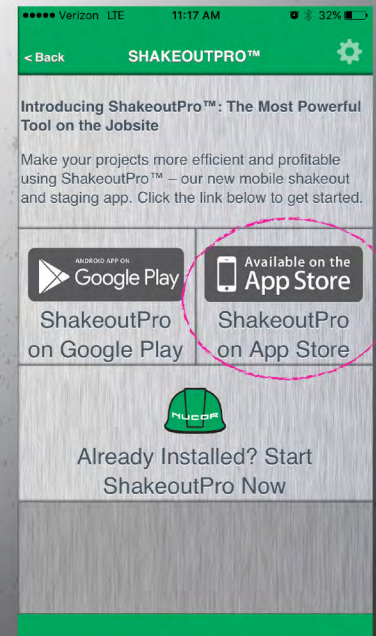 Verizon LTE 11:17 AM 32%
< Back SHAKEOUTPRO™
Introducing ShakeoutPro™: The Most Powerful
Tool on the Jobsite
Make your projects more efficient and profitable
using ShakeoutPro™ – our new mobile shakeout
and staging app. Click the link below to get started.
ANDROID APP ON
Google Play
ShakeoutPro
on Google Play
Available on the
App Store
ShakeoutPro
on App Store
NUCOR
Already Installed? Start
ShakeoutPro Now